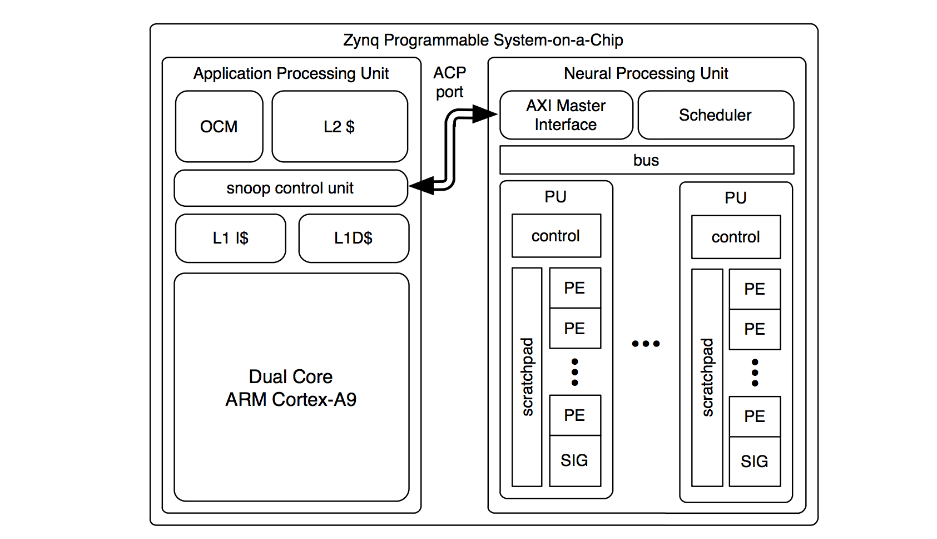 Zynq Programmable System-on-a-Chip
Application Processing Unit
OCM
L2 $
snoop control unit
L1 I$
L1D$
Dual Core
ARM Cortex-A9
ACP
port
Neural Processing Unit
AXI Master
Interface
Scheduler
bus
PU
control
scratchpad
PE
PE
PE
SIG
PU
control
scratchpad
PE
PE
PE
SIG